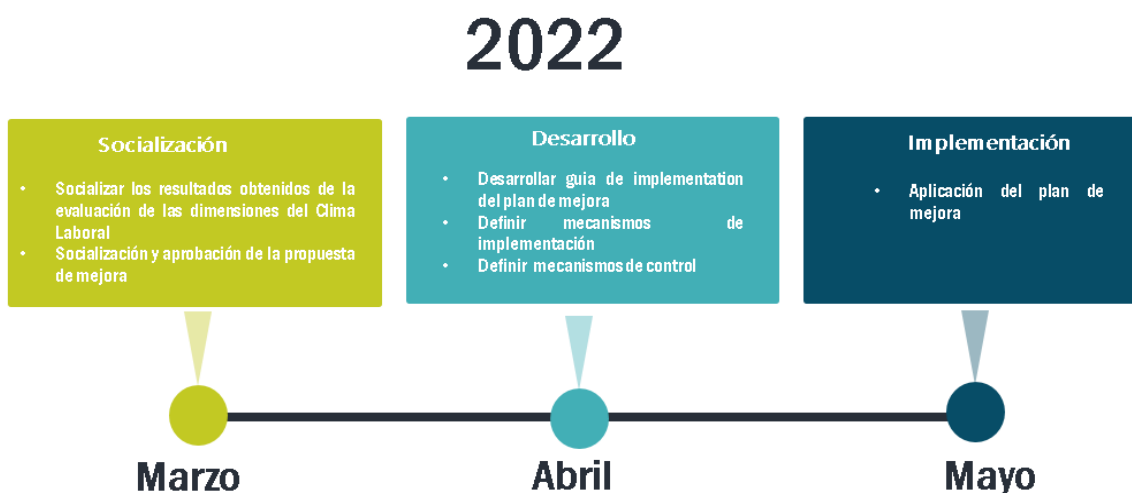 2022
Socialización
• Socializar los resultados obtenidos de la
evaluación de las dimensiones del Clima
Laboral
• Socialización y aprobación de la propuesta
de mejora
Desarrollo
• Desarrollar guia de implementation
del plan de mejora
• Definir mecanismos de
implementación
• Definir mecanismos de control
Implementación
• Aplicación del plan de
mejora
Marzo
Abril
Mayo